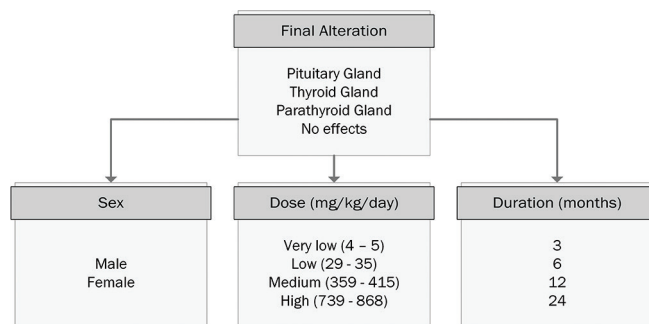 Final Alteration
Pituitary Gland
Thyroid Gland
Parathyroid Gland
No effects
Sex
Male
Female
Dose (mg/kg/day)
Very low (4 – 5)
Low (29 - 35)
Medium (359 - 415)
High (739 - 868)
Duration (months)
3
6
12
24